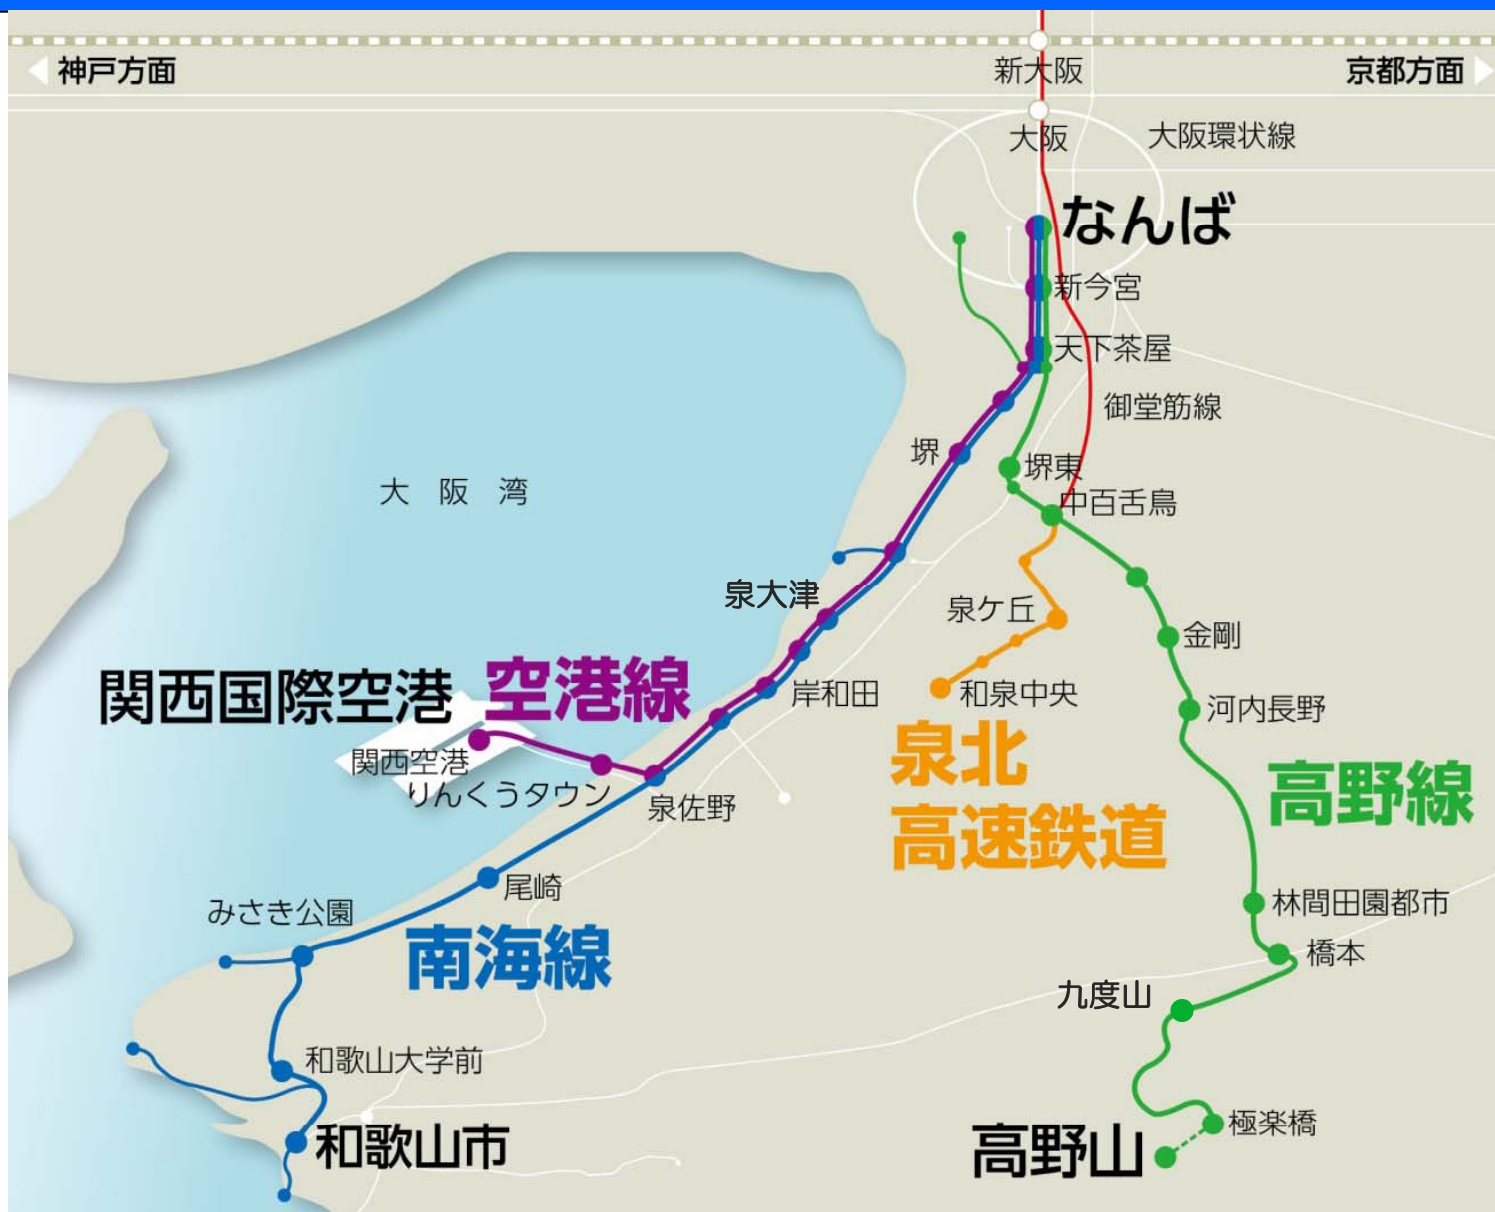 神戸方面
新大阪
京都方面
大阪
大阪環状線
なんば
新今宮
天下茶屋
御堂筋線
堺
堺東
大阪湾
中百舌鳥
泉大津
泉ケ丘
金剛
関西国際空港
空港線
岸和田
和泉中央
河内長野
関西空港
りんくうタウン
泉佐野
泉北
高速鉄道
高野線
尾崎
みさき公園
林間田園都市
南海線
橋本
九度山
和歌山大学前
極楽橋
和歌山市
高野山